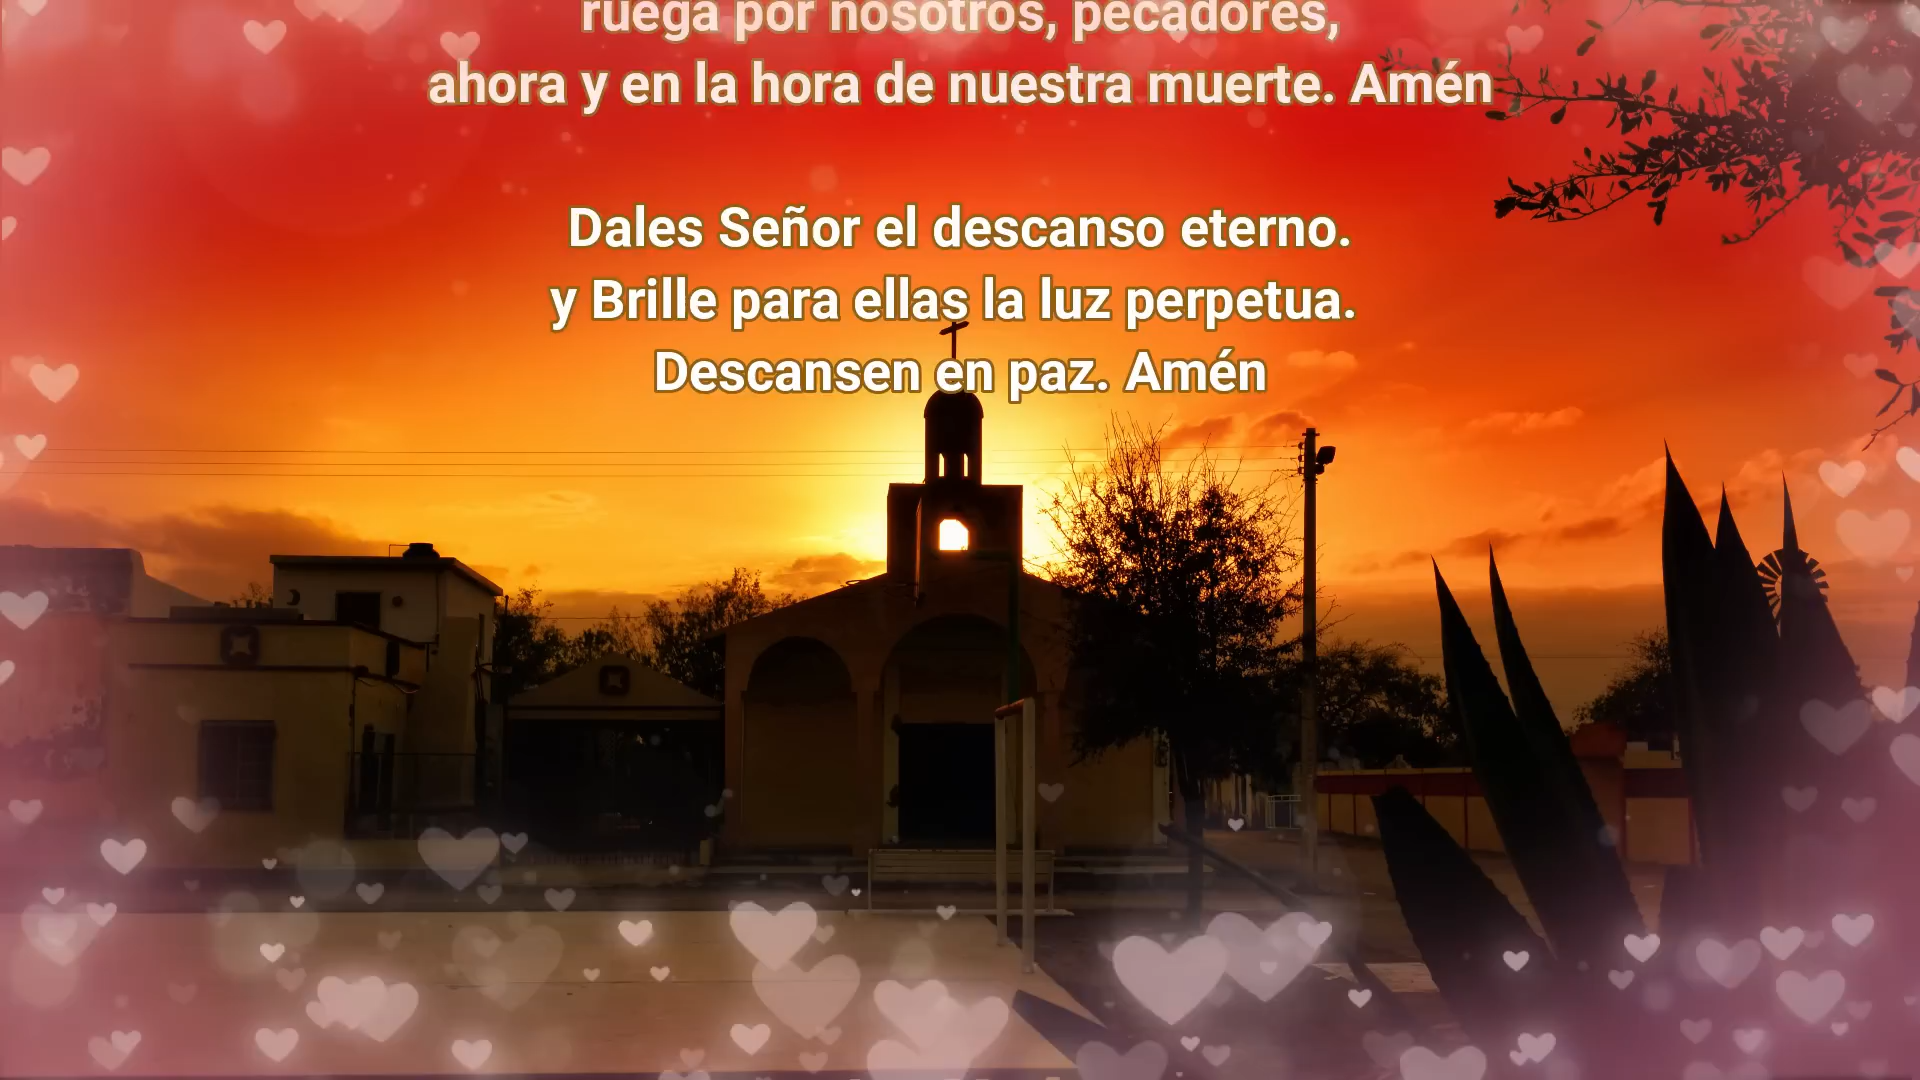 ruega por nosotros, pecadores,
ahora y en la hora de nuestra muerte. Amén
Dales Señor el descanso eterno.
y Brille para ellas la luz perpetua.
Descansen en paz. Amén